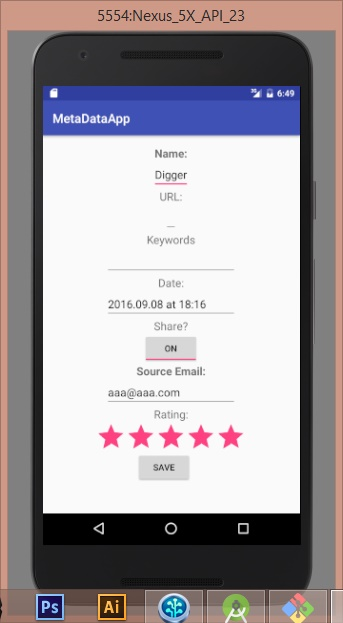 5554:Nexus_5X_API_23
6:49
MetaDataApp
Name:
Digger
URL:
Keywords
Date:
2016.09.08 at 18:16
Share?
ON
Source Email:
aaa@aaa.com
Rating:
SAVE
Ps
Ai